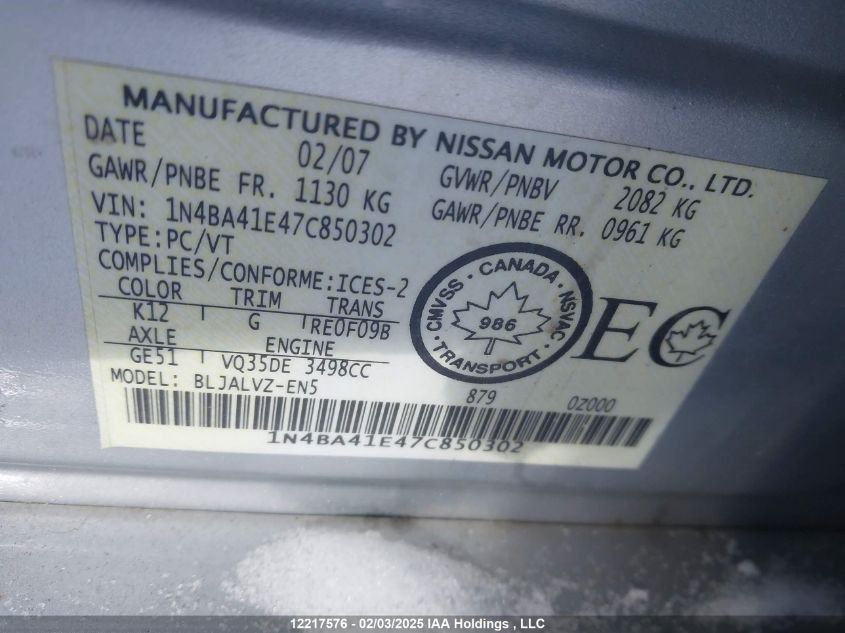 MANUFACTURED BY NISSAN MOTOR CO., LTD.
DATE 02/07 GVWR/PNBV 2082 KG
GAWR/PNBE FR. 1130 KG GAWR/PNBE RR. 0961 KG
VIN: 1N4BA41E47C850302
TYPE:PC/VT
COMPLIES/CONFORME:ICES-2
COLOR TRIM TRANS
K12 G RE0F09B
AXLE ENGINE
GE51 VQ35DE 3498CC
MODEL: BLJALVZ-EN5
CMVSS · CANADA · NSVAC
986
· TRANSPORT ·
EC
879 0Z000
1N4BA41E47C850302
12217576 - 02/03/2025 IAA Holdings , LLC